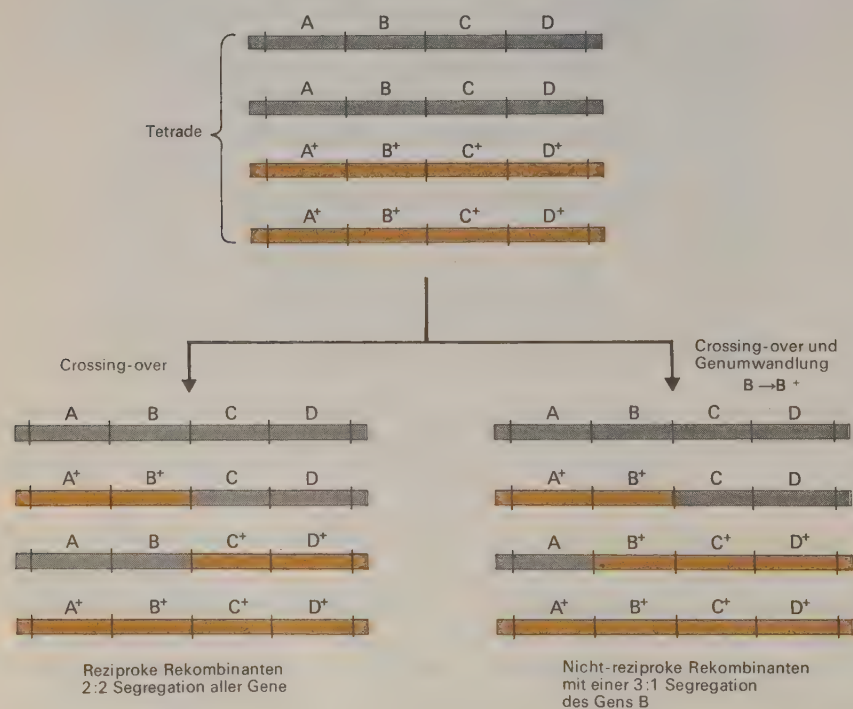 A B C D
A B C D
Tetrade
A⁺ B⁺ C⁺ D⁺
A⁺ B⁺ C⁺ D⁺
Crossing-over
A B C D
A⁺ B⁺ C D
A B C⁺ D⁺
A⁺ B⁺ C⁺ D⁺
Reziproke Rekombinanten
2:2 Segregation aller Gene
Crossing-over und
Genumwandlung
B → B⁺
A B C D
A⁺ B⁺ C D
A B⁺ C⁺ D⁺
A⁺ B⁺ C⁺ D⁺
Nicht-reziproke Rekombinanten
mit einer 3:1 Segregation
des Gens B